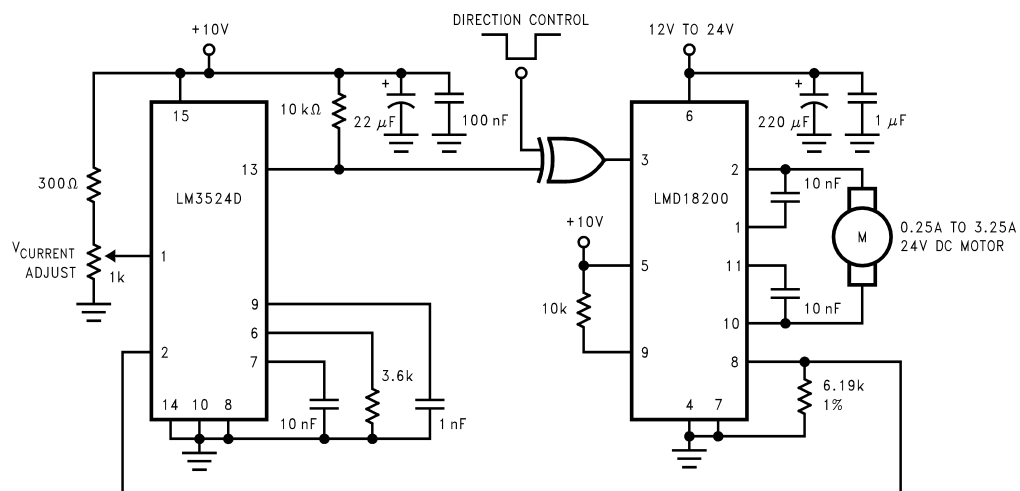 DIRECTION CONTROL
+10V
12V TO 24V
15
10 kΩ
+
22 μF
100 nF
6
+
220 μF
1 μF
13
3
2
10 nF
300Ω
LM3524D
LMD18200
+10V
1
M
0.25A TO 3.25A
24V DC MOTOR
VCURRENT
ADJUST
1k
1
5
11
9
10k
10 nF
6
10
2
7
9
8
3.6k
6.19k
1%
14
10
8
10 nF
1 nF
4
7